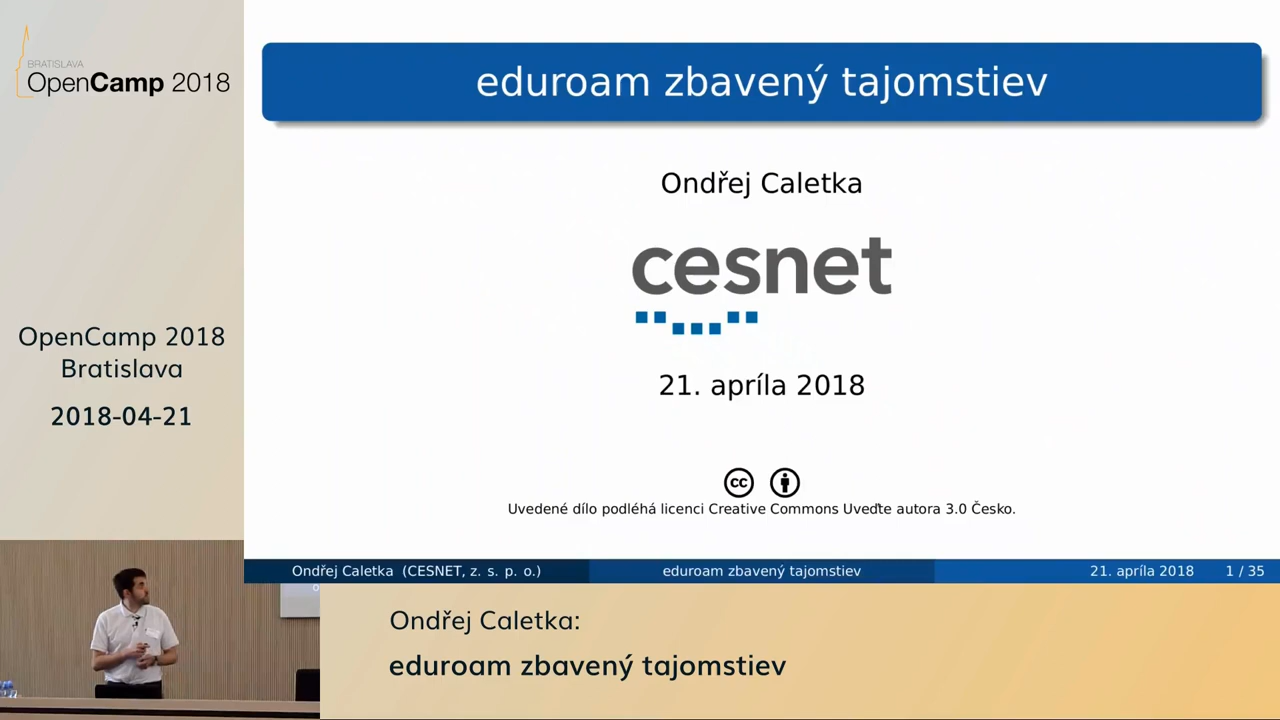 BRATISLAVA
OpenCamp 2018
OpenCamp 2018
Bratislava
2018-04-21
eduroam zbavený tajomstiev
Ondřej Caletka
cesnet
21. apríla 2018
cc
Uvedené dílo podléhá licenci Creative Commons Uveďte autora 3.0 Česko.
Ondřej Caletka (CESNET, z. s. p. o.)
eduroam zbavený tajomstiev
21. apríla 2018
1 / 35
Ondřej Caletka:
eduroam zbavený tajomstiev